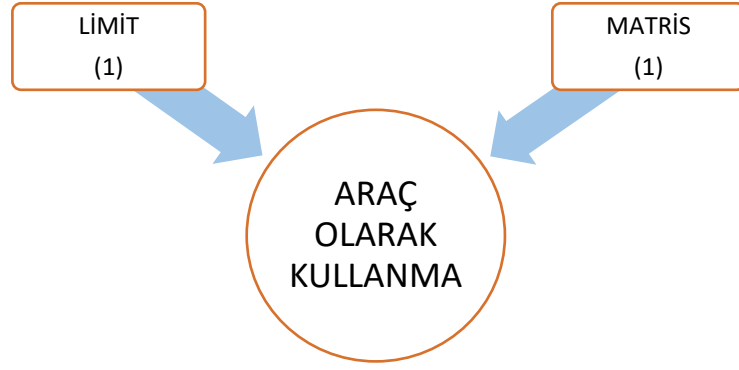 LİMİT
(1)
MATRİS
(1)
ARAÇ
OLARAK
KULLANMA